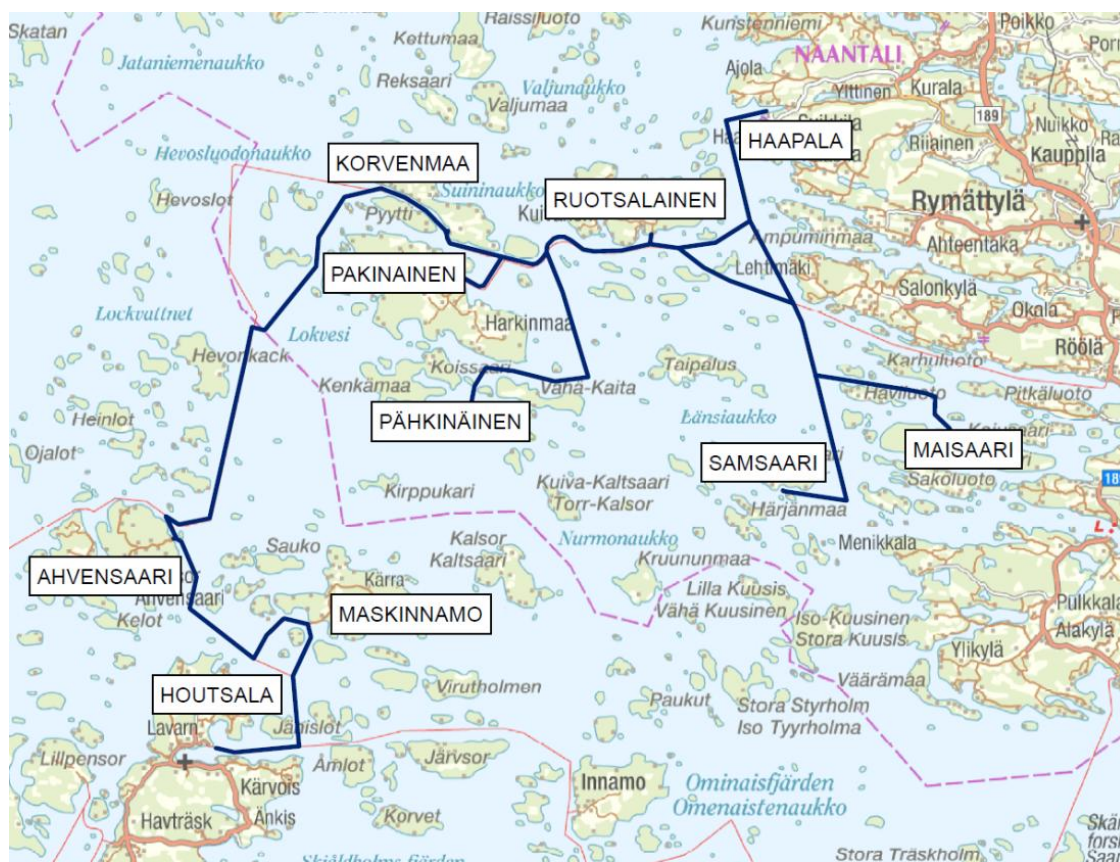 Skatan
Raissiluoto
Kunstenniemi
Poikko
Kettumaa
NAANTALI
Jataniemenaukko
Valjunaukko
Ajola
Reksaari
Valjumaa
Ylttinen
Kurala
189
Nuikko
HAAPALA
Riiainen
Kauppila
Hevosluodonaukko
KORVENMAA
Suininaukko
RUOTSALAINEN
Hevoslot
Pyytti
Rymättylä
Ampuminmaa
Ahteentaka
PAKINAINEN
Lehtimäki
Salonkylä
Lockvattnet
Lokvesi
Harkinmaa
Okala
Röölä
Hevonkack
Koissaari
Taipalus
Karhuluoto
Kenkämaa
Vähä-Kaita
Haviluoto
Pitkäluoto
Heinlot
PÄHKINÄINEN
Länsiaukko
MAISAARI
Ojalot
SAMSAARI
Kirppukari
Kuiva-Kaltsaari
Torr-Kalsor
Sakoluoto
Härjänmaa
Nurmonaukko
Menikkala
Sauko
Kalsor
Kaltsaari
Kruununmaa
AHVENSAARI
Karra
Lilla Kuusis
Vähä Kuusinen
Ahvensaari
Kelot
MASKINNAMO
Iso-Kuusinen
Stora Kuusis
Pulkkala
Alakylä
Ylikylä
HOUTSALA
Virutholmen
Väärämaa
Paukut
Stora Styrholm
Iso Tyyrholma
Lavarn
Jänislot
Lillpensor
Ämlot
Järvsor
Kärvois
Innamo
Ominaisfjärden
Omenaistenaukko
Havträsk
Änkis
Korvet
Stora Träskholm